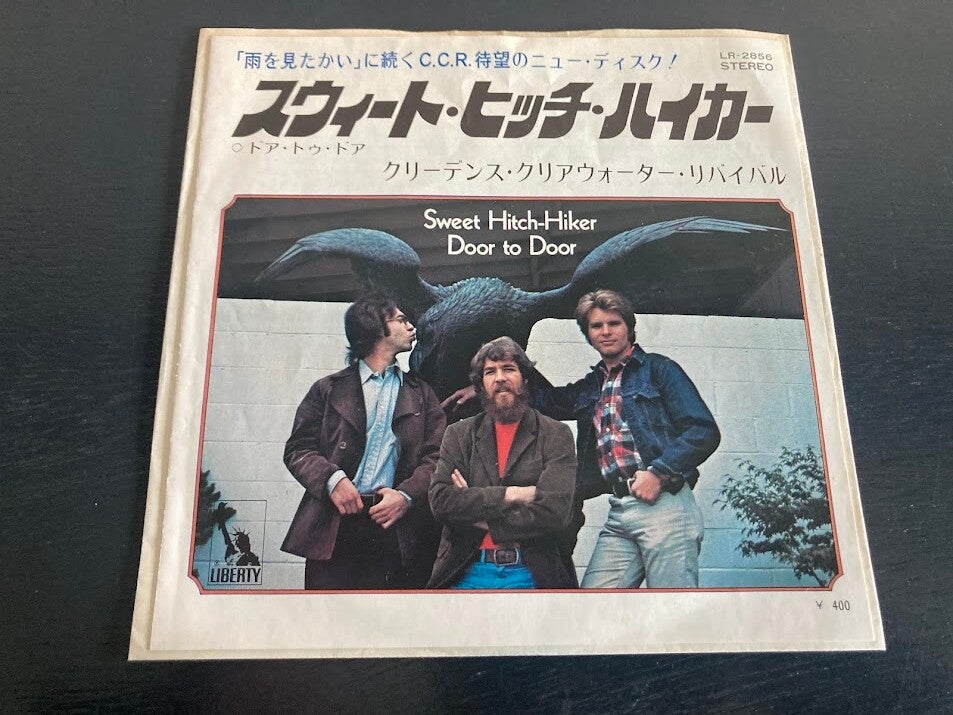 「雨を見たかい」に続くC.C.R.待望のニュー・ディスク!
LR-2856
STEREO
スウィート・ヒッチ・ハイカー
○ドア・トゥ・ドア
クリーデンス・クリアウォーター・リバイバル
Sweet Hitch-Hiker
Door to Door
LIBERTY
¥ 400